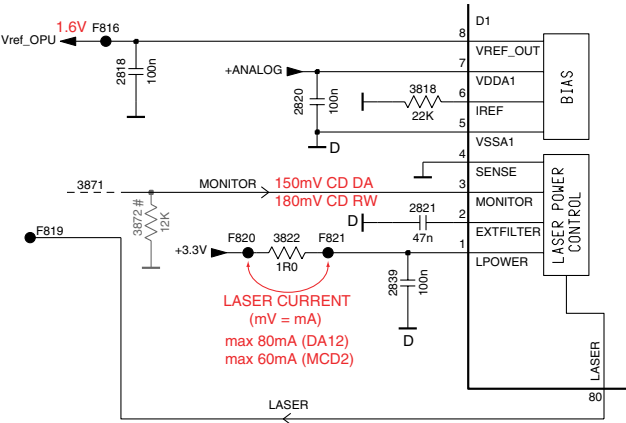 1.6V F816
D1
Vref_OPU
8
VREF_OUT
2818
100n
+ANALOG
7
VDDA1
2820
100n
3818
22K
6
IREF
5
VSSA1
D
BIAS
4
SENSE
3871
MONITOR
150mV CD DA
180mV CD RW
3
MONITOR
3872 #
12K
2821
47n
D
2
EXTFILTER
LASER POWER
CONTROL
F819
+3.3V
F820
3822
1R0
F821
1
LPOWER
2839
100n
D
LASER CURRENT
(mV = mA)
max 80mA (DA12)
max 60mA (MCD2)
LASER
80
LASER